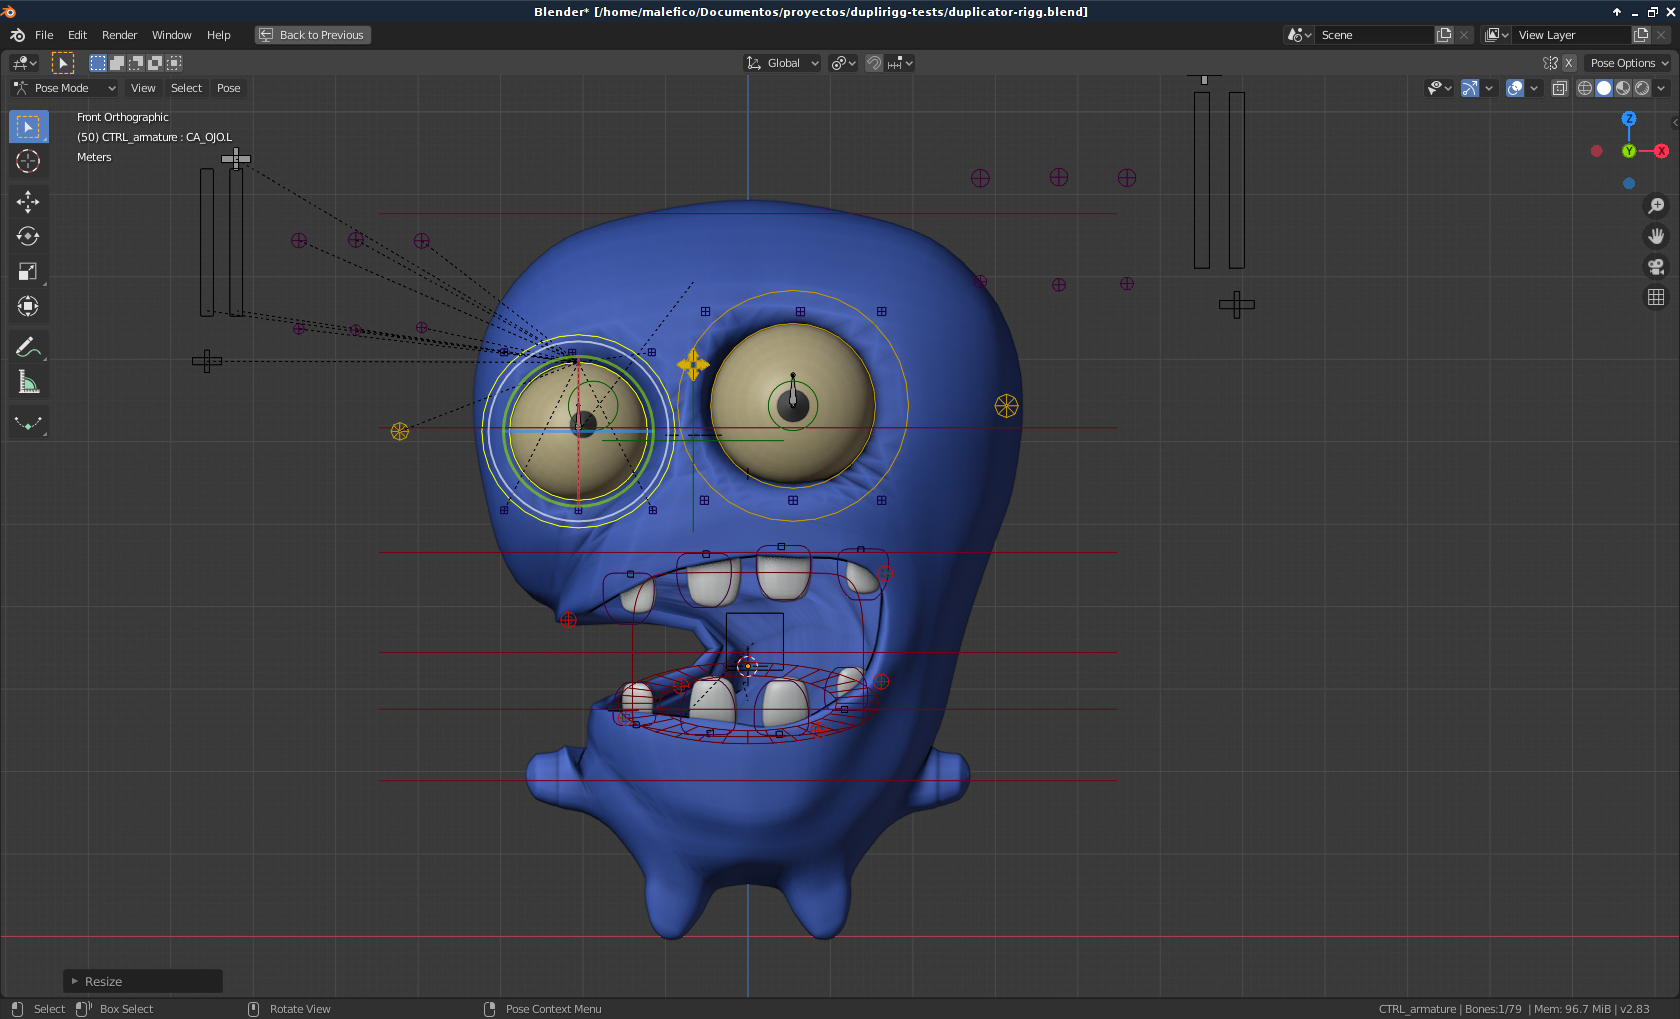 Blender* [/home/malefico/Documentos/proyectos/duplirigg-tests/duplicator-rigg.blend]
File Edit Render Window Help Back to Previous Scene View Layer
Global X Pose Options
Pose Mode View Select Pose
Front Orthographic
(50) CTRL_armature : CA_OJO.L
Meters
Z
Y X
Resize
Select Box Select Rotate View Pose Context Menu CTRL_armature | Bones:1/79 | Mem: 96.7 MiB | v2.83